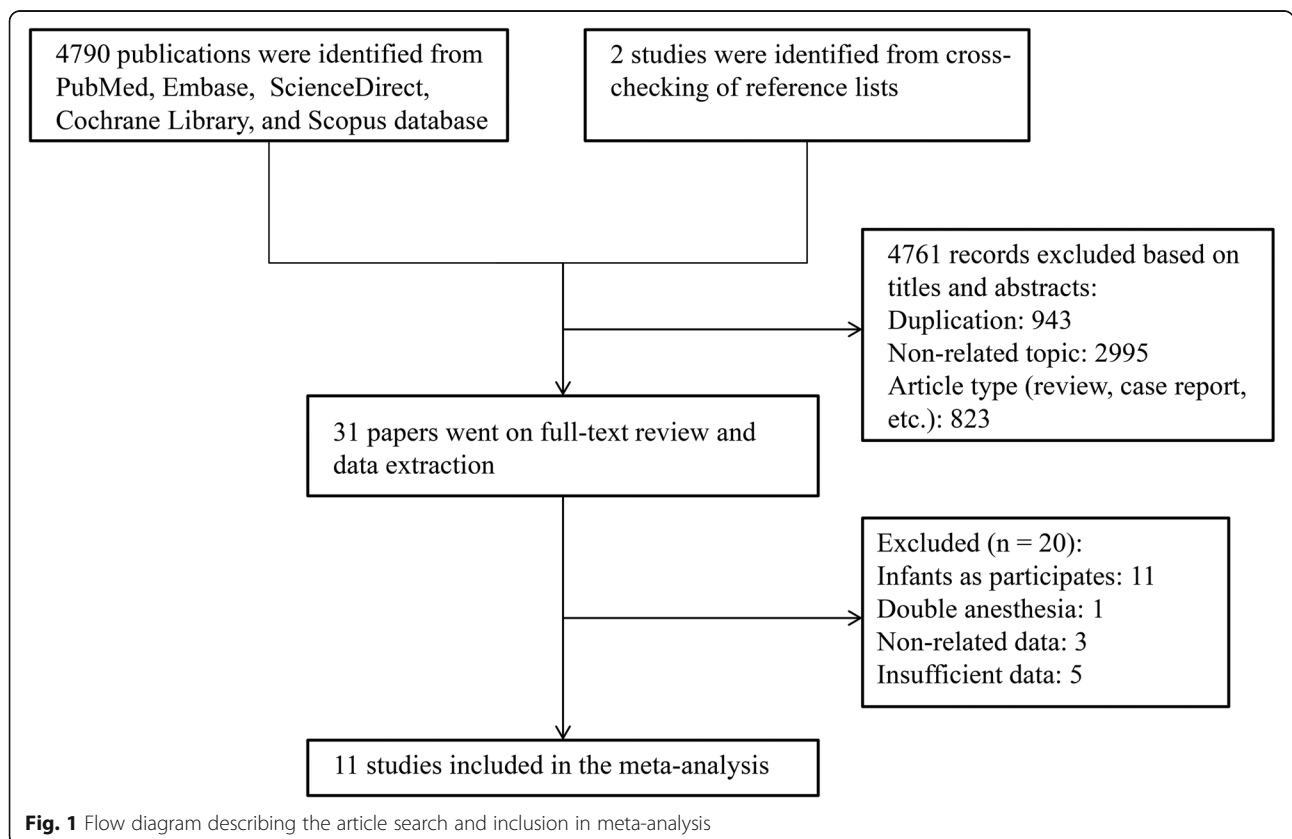 4790 publications were identified from
PubMed, Embase, ScienceDirect,
Cochrane Library, and Scopus database
2 studies were identified from cross-
checking of reference lists
4761 records excluded based on
titles and abstracts:
Duplication: 943
Non-related topic: 2995
Article type (review, case report,
etc.): 823
31 papers went on full-text review and
data extraction
Excluded (n = 20):
Infants as participates: 11
Double anesthesia: 1
Non-related data: 3
Insufficient data: 5
11 studies included in the meta-analysis
Fig. 1 Flow diagram describing the article search and inclusion in meta-analysis